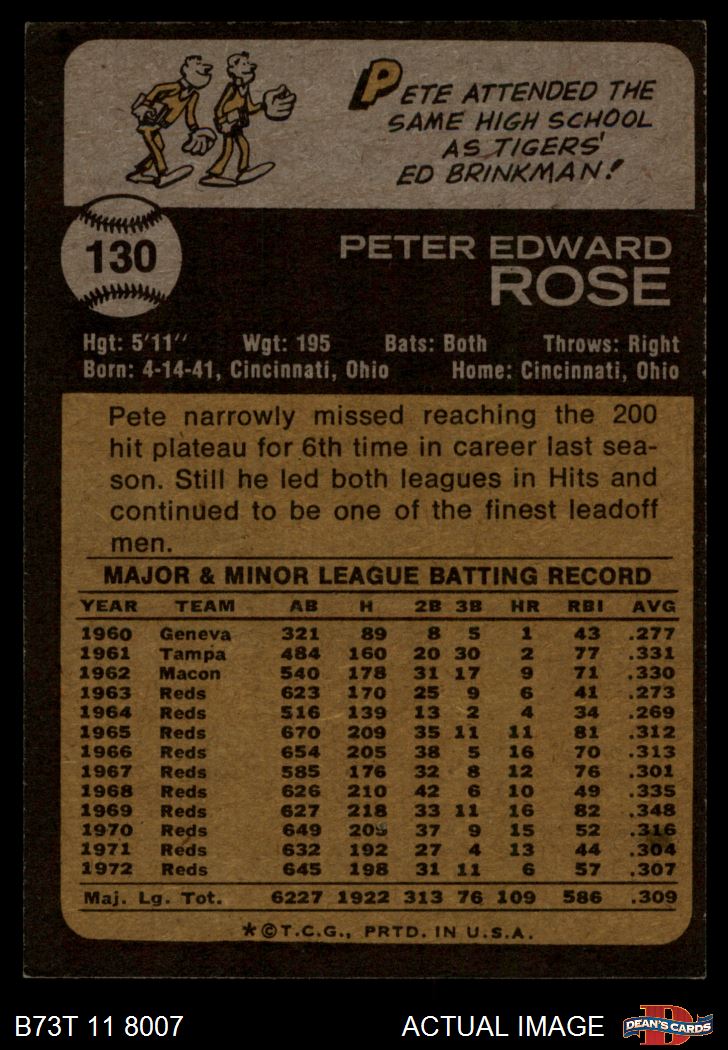 PETE ATTENDED THE
SAME HIGH SCHOOL
AS TIGERS'
ED BRINKMAN!
130
PETER EDWARD
ROSE
Hgt: 5'11" Wgt: 195 Bats: Both Throws: Right
Born: 4-14-41, Cincinnati, Ohio Home: Cincinnati, Ohio
Pete narrowly missed reaching the 200
hit plateau for 6th time in career last sea-
son. Still he led both leagues in Hits and
continued to be one of the finest leadoff
men.
MAJOR & MINOR LEAGUE BATTING RECORD
YEAR TEAM AB H 2B 3B HR RBI AVG
1960 Geneva 321 89 8 5 1 43 .277
1961 Tampa 484 160 20 30 2 77 .331
1962 Macon 540 178 31 17 9 71 .330
1963 Reds 623 170 25 9 6 41 .273
1964 Reds 516 139 13 2 4 34 .269
1965 Reds 670 209 35 11 11 81 .312
1966 Reds 654 205 38 5 16 70 .313
1967 Reds 585 176 32 8 12 76 .301
1968 Reds 626 210 42 6 10 49 .335
1969 Reds 627 218 33 11 16 82 .348
1970 Reds 649 205 37 9 15 52 .316
1971 Reds 632 192 27 4 13 44 .304
1972 Reds 645 198 31 11 6 57 .307
Maj. Lg. Tot. 6227 1922 313 76 109 586 .309
*©T.C.G., PRTD. IN U.S.A.
B73T 11 8007 ACTUAL IMAGE D DEAN'S CARDS